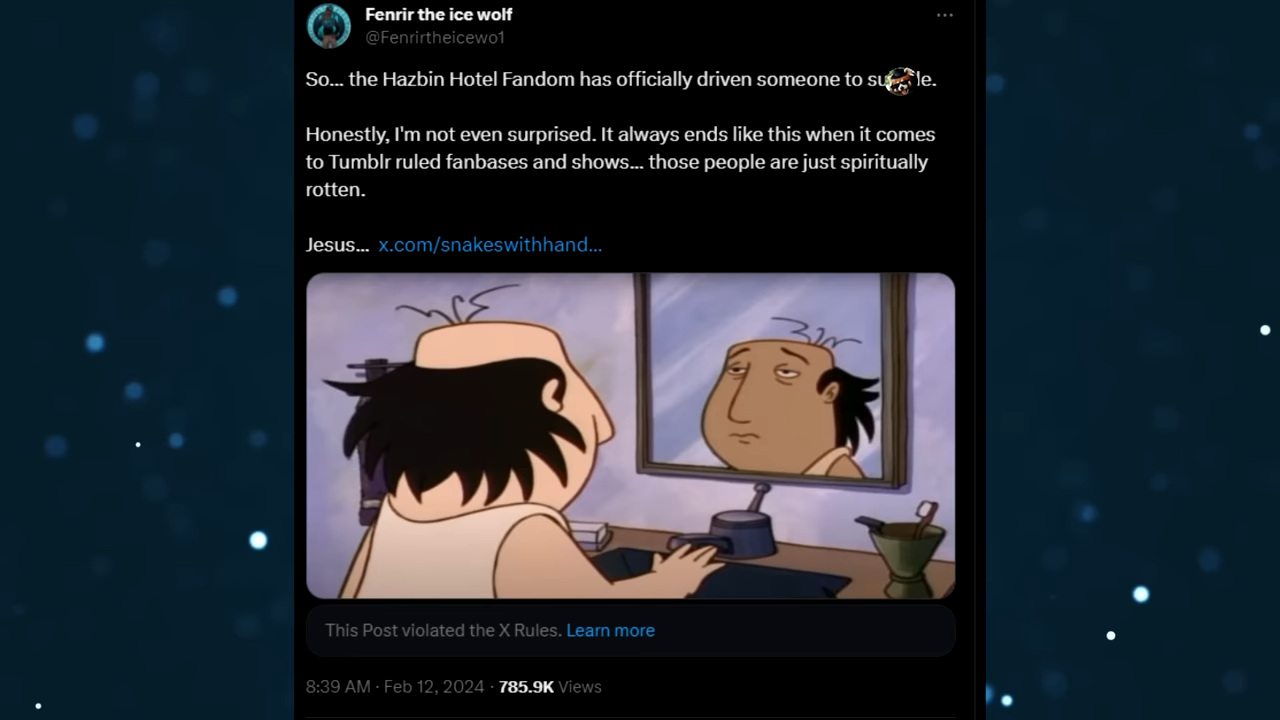 Fenrir the ice wolf
@Fenrirtheicewo1
So... the Hazbin Hotel Fandom has officially driven someone to
Honestly, I'm not even surprised. It always ends like this when it comes
to Tumblr ruled fanbases and shows... those people are just spiritually
rotten.
Jesus... x.com/snakeswithhand...
This Post violated the X Rules. Learn more
8:39 AM · Feb 12, 2024 · 785.9K Views